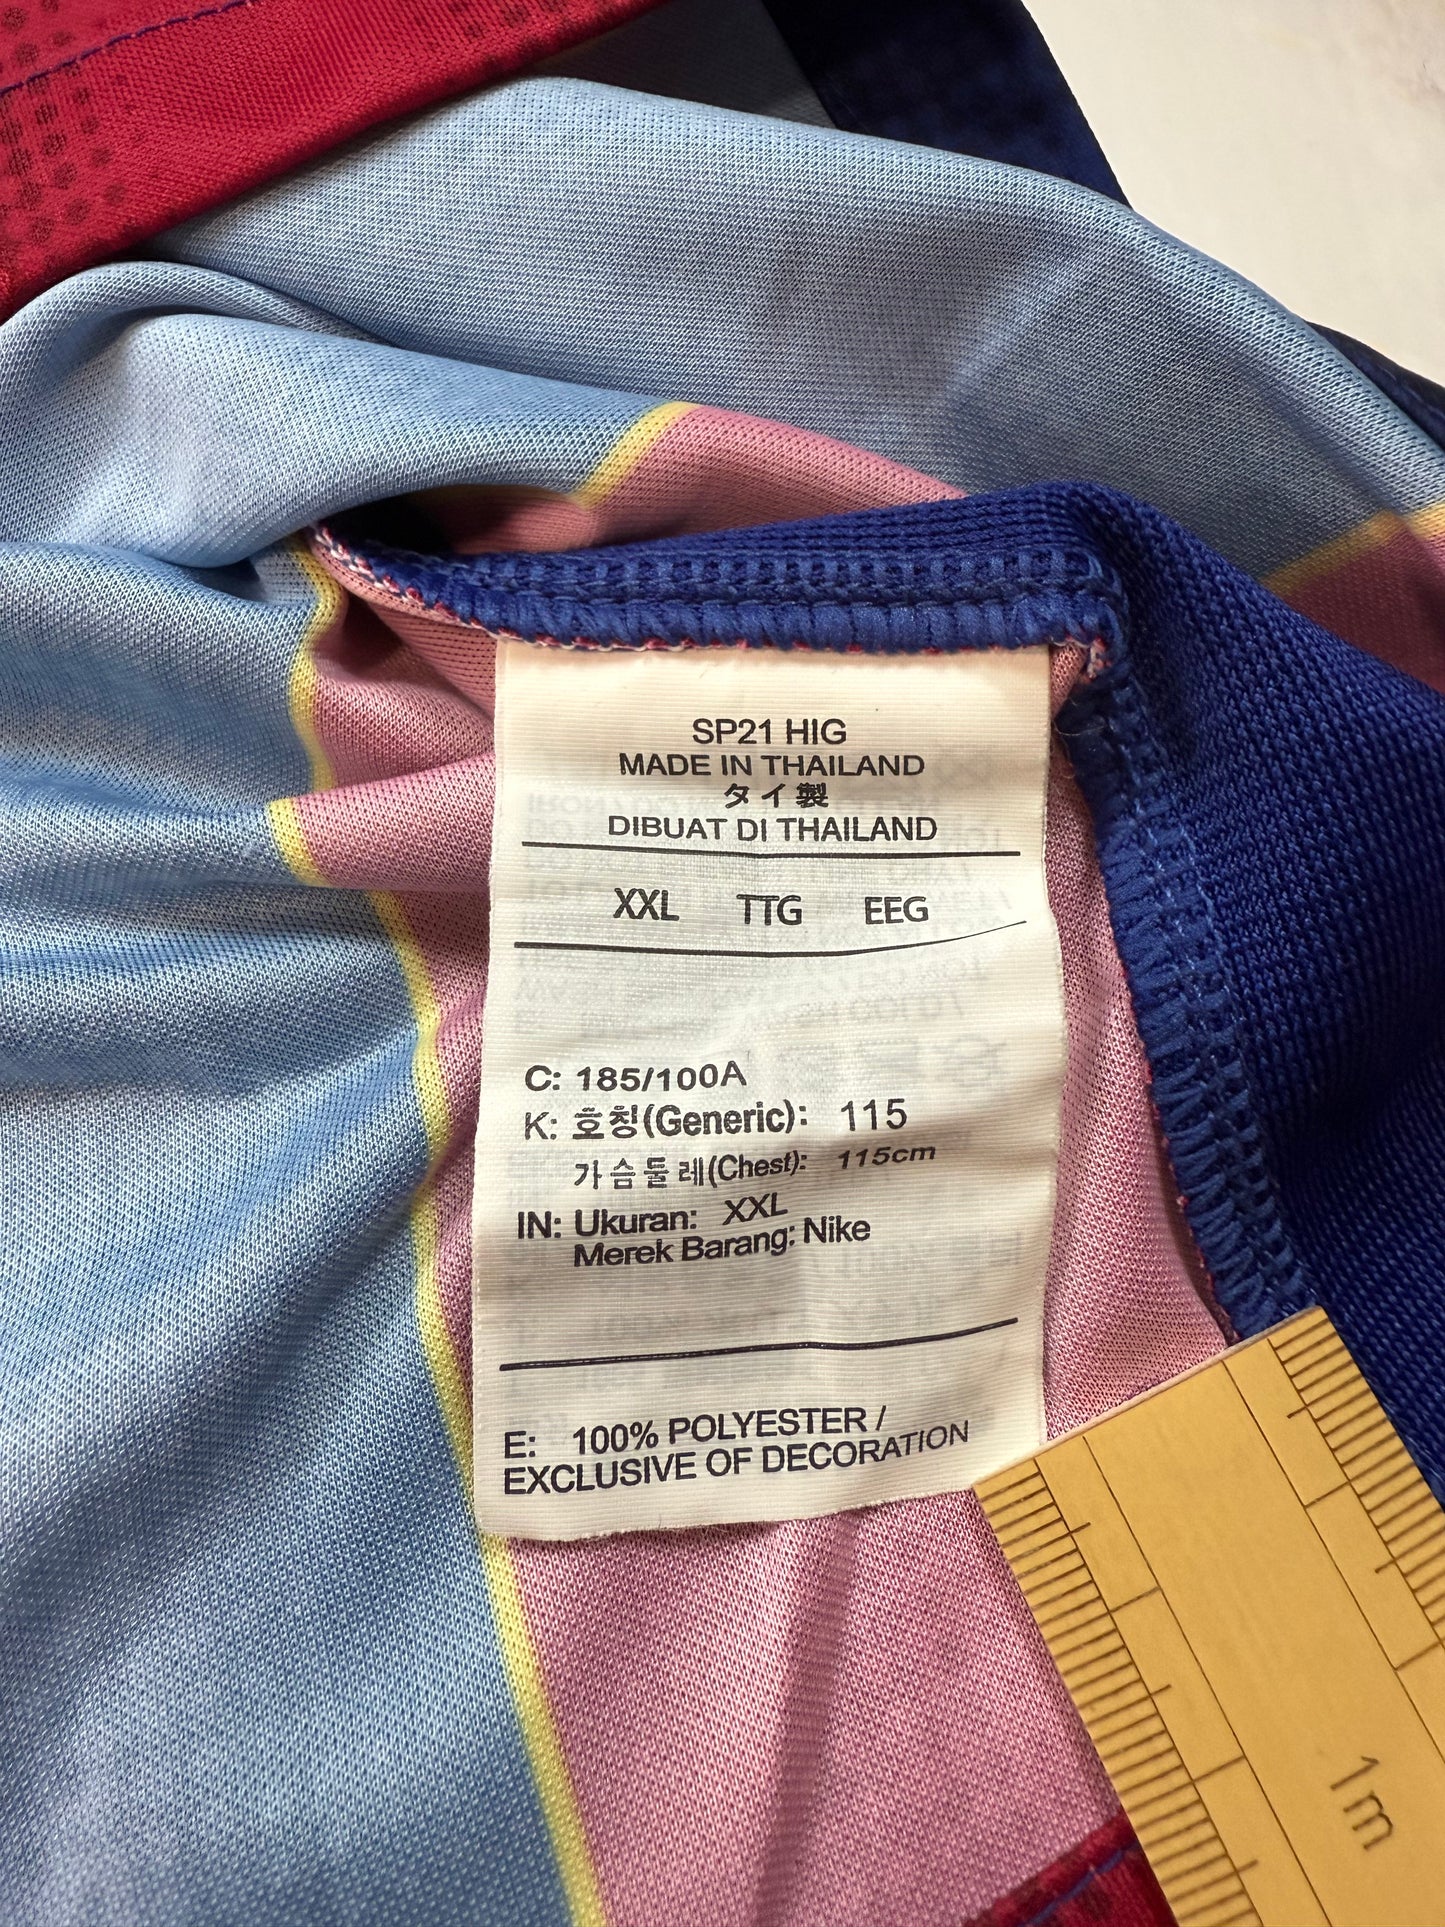 SP21 HIG
MADE IN THAILAND
タイ製
DIBUAT DI THAILAND
XXL TTG EEG
C: 185/100A
K: 호칭(Generic): 115
가슴둘레(Chest): 115cm
IN: Ukuran: XXL
Merek Barang: Nike
E: 100% POLYESTER /
EXCLUSIVE OF DECORATION
1m